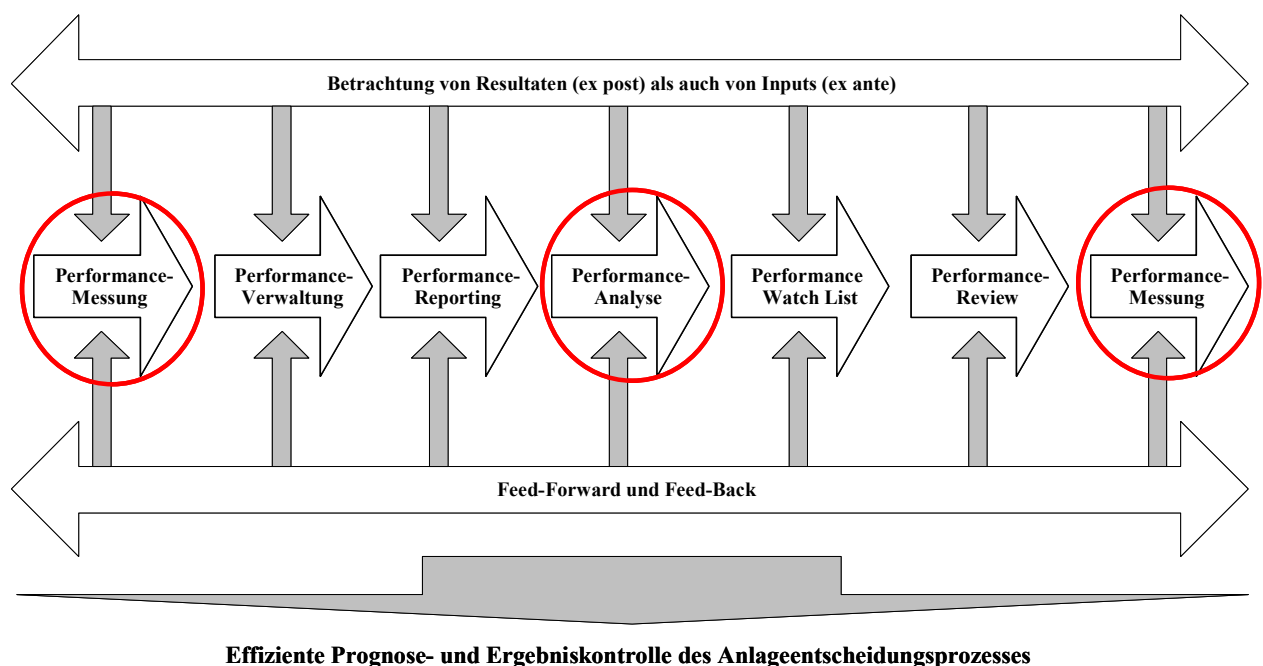 Betrachtung von Resultaten (ex post) als auch von Inputs (ex ante)
Performance-
Messung
Performance-
Verwaltung
Performance-
Reporting
Performance-
Analyse
Performance
Watch List
Performance-
Review
Performance-
Messung
Feed-Forward und Feed-Back
Effiziente Prognose- und Ergebniskontrolle des Anlageentscheidungsprozesses